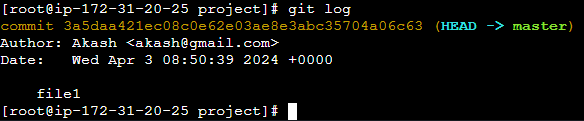 [root@ip-172-31-20-25 project]# git log
commit 3a5daa421ec08c0e62e03ae8e3abc35704a06c63 (HEAD -> master)
Author: Akash <akash@gmail.com>
Date:   Wed Apr 3 08:50:39 2024 +0000
    file1
[root@ip-172-31-20-25 project]#